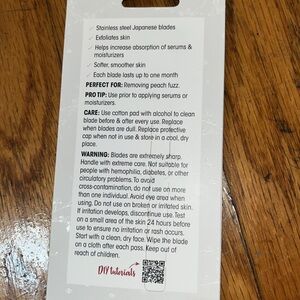 ✓ Stainless steel Japanese blades
✓ Exfoliates skin
✓ Helps increase absorption of serums &
moisturizers
✓ Softer, smoother skin
✓ Each blade lasts up to one month
PERFECT FOR: Removing peach fuzz.
PRO TIP: Use prior to applying serums or
moisturizers.
CARE: Use cotton pad with alcohol to clean
blade before & after every use. Replace
when blades are dull. Replace protective
cap when not in use & store in a cool, dry
place.
WARNING: Blades are extremely sharp.
Handle with extreme care. Not suitable for
people with hemophilia, diabetes, or other
circulatory problems. To avoid
cross-contamination, do not use on more
than one individual. Avoid eye area when
using. Do not use on broken or irritated skin.
If irritation develops, discontinue use. Test
on a small area of the skin 24 hours before
use to ensure no irritation or rash occurs.
Start with a clean, dry face. Wipe the blade
on a cloth after each pass. Keep out of
reach of children.
DIY tutorials